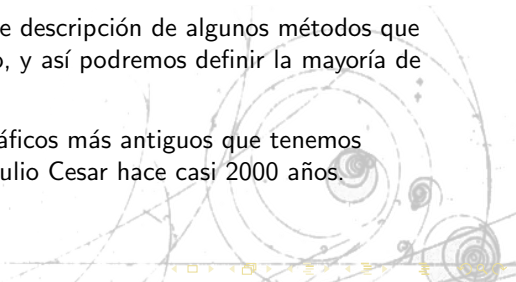 e descripción de algunos métodos que
o, y así podremos definir la mayoría de
áficos más antiguos que tenemos
ulio Cesar hace casi 2000 años.